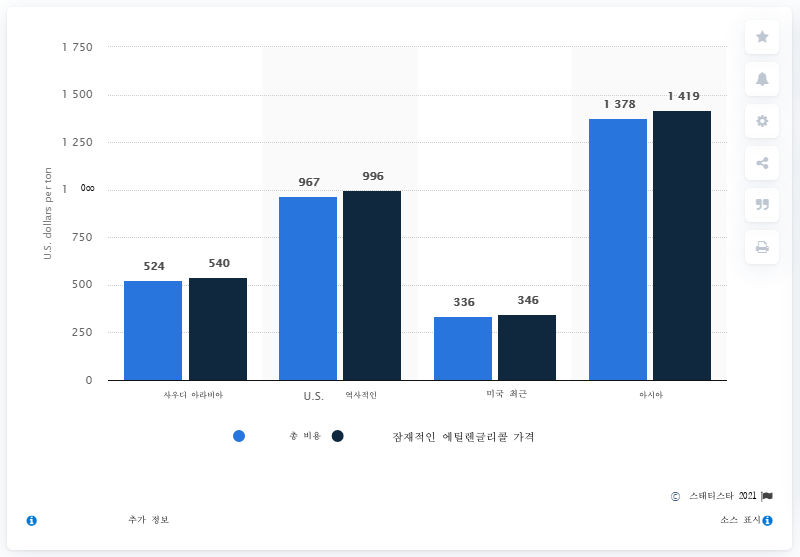 1 750
1 500
1 250
1 0∞
750
500
250
0
U.S. dollars per ton
524
540
967
996
336
346
1 378
1 419
사우디 아라비아
U.S. 역사적인
미국 최근
아시아
총 비용
잠재적인 에틸렌글리콜 가격
© 스태티스타 2021
추가 정보
소스 표시